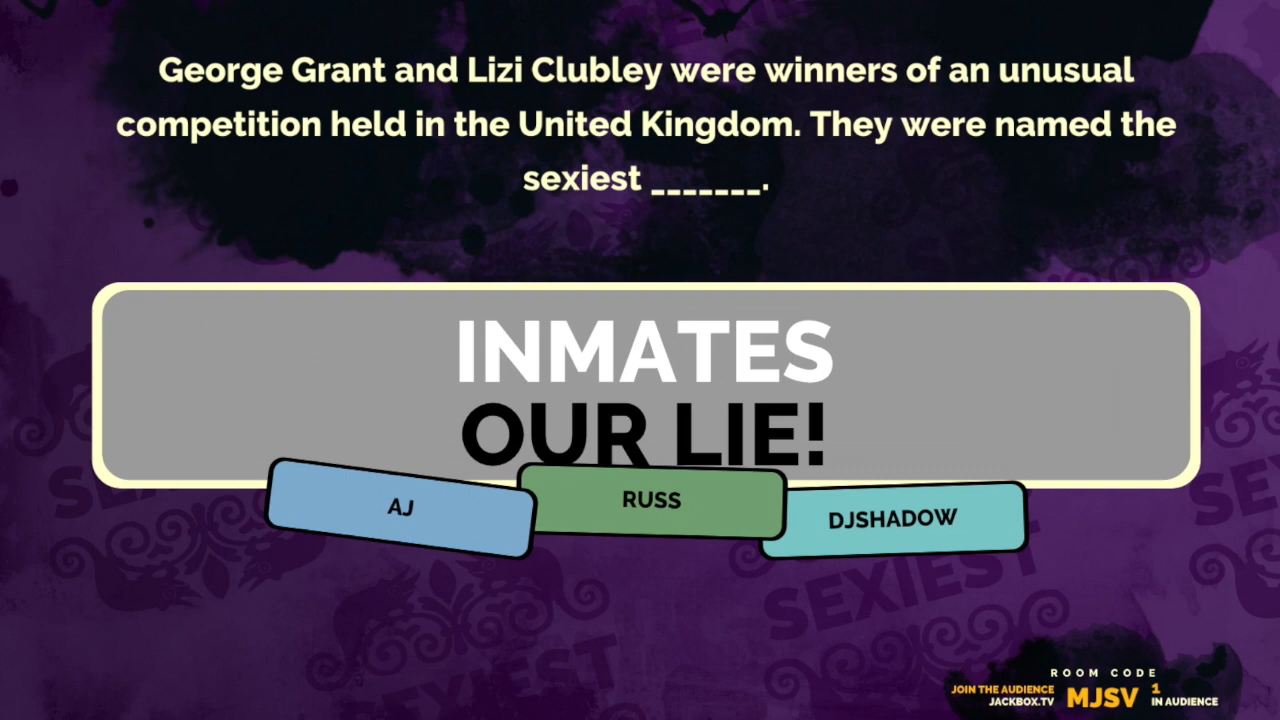 George Grant and Lizi Clubley were winners of an unusual
competition held in the United Kingdom. They were named the
sexiest _______.
INMATES
OUR LIE!
AJ
RUSS
DJSHADOW
SEXIEST
SEXIEST
ROOM CODE
JOIN THE AUDIENCE
JACKBOX.TV
MJSV
1
IN AUDIENCE